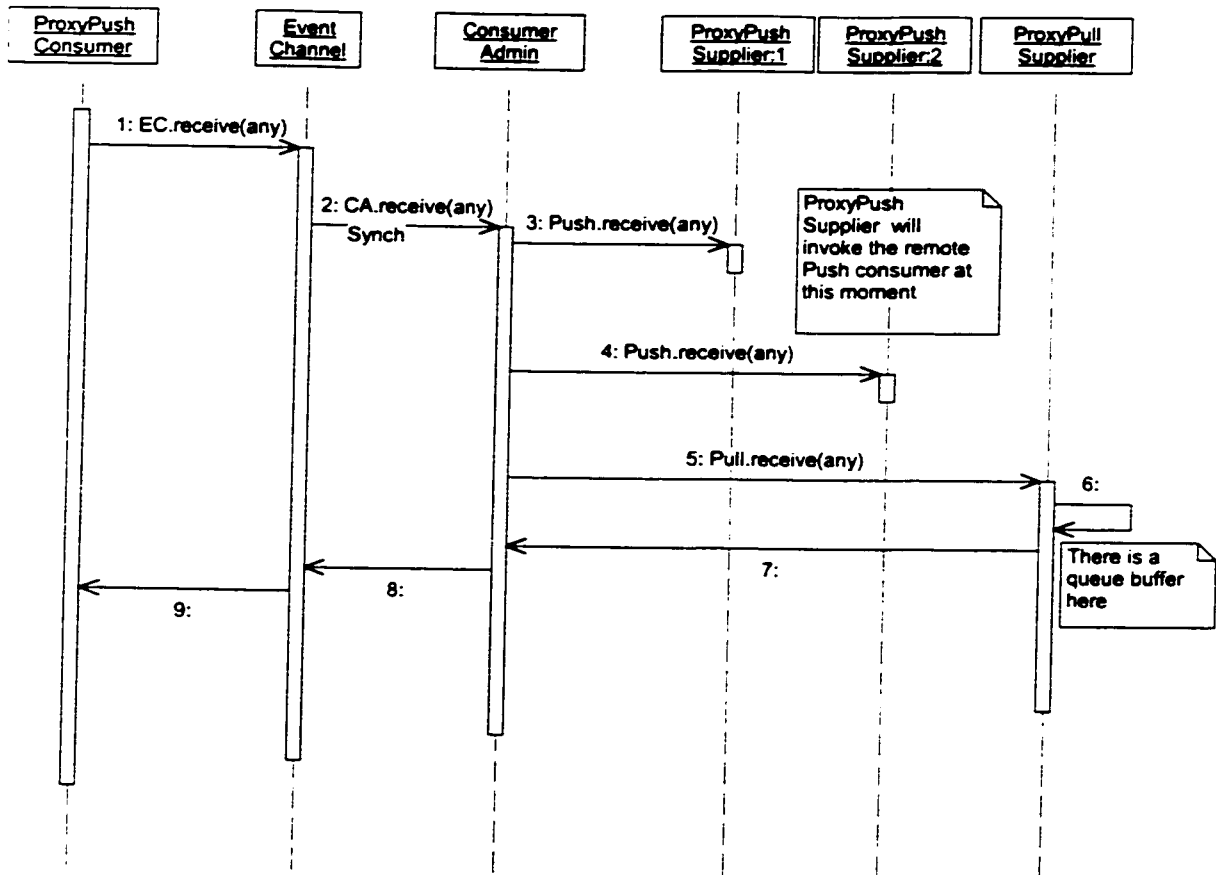 ProxyPush
Consumer
Event
Channel
Consumer
Admin
ProxyPush
Supplier:1
ProxyPush
Supplier:2
ProxyPull
Supplier
1: EC.receive(any)
2: CA.receive(any)
Synch
3: Push.receive(any)
ProxyPush
Supplier will
invoke the remote
Push consumer at
this moment
4: Push.receive(any)
5: Pull.receive(any)
6:
There is a
queue buffer
here
7:
8:
9: